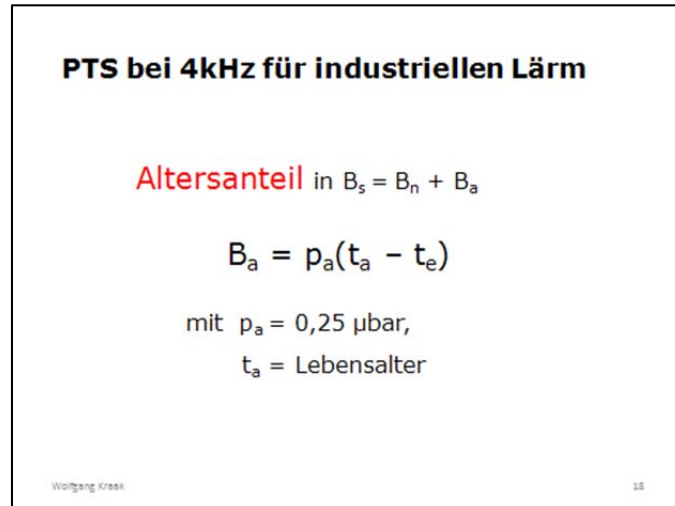 PTS bei 4kHz für industriellen Lärm
Altersanteil in Bs = Bn + Ba
Ba = pa(ta – te)
mit pa = 0,25 µbar,
ta = Lebensalter
Wolfgang Kraak
18